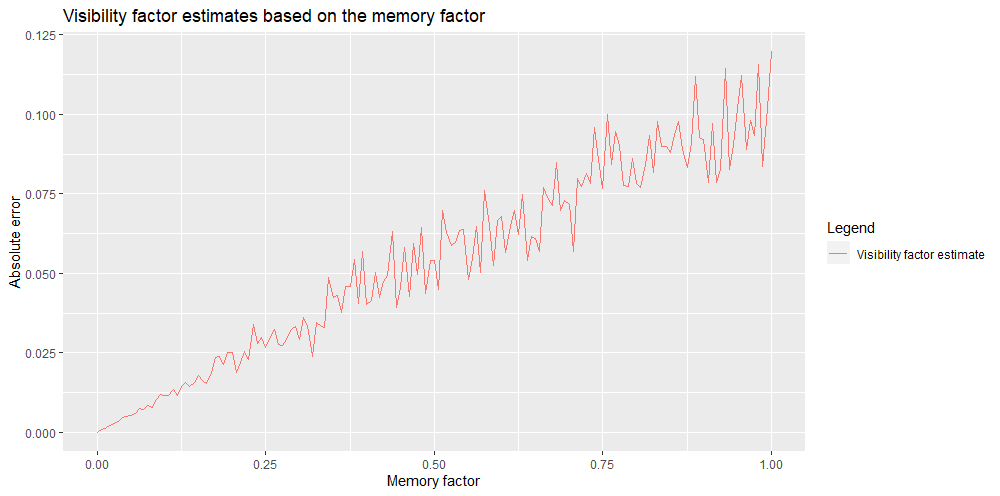 Visibility factor estimates based on the memory factor
0.125
0.100
0.075
0.050
0.025
0.000
Absolute error
0.00 0.25 0.50 0.75 1.00
Memory factor
Legend
Visibility factor estimate